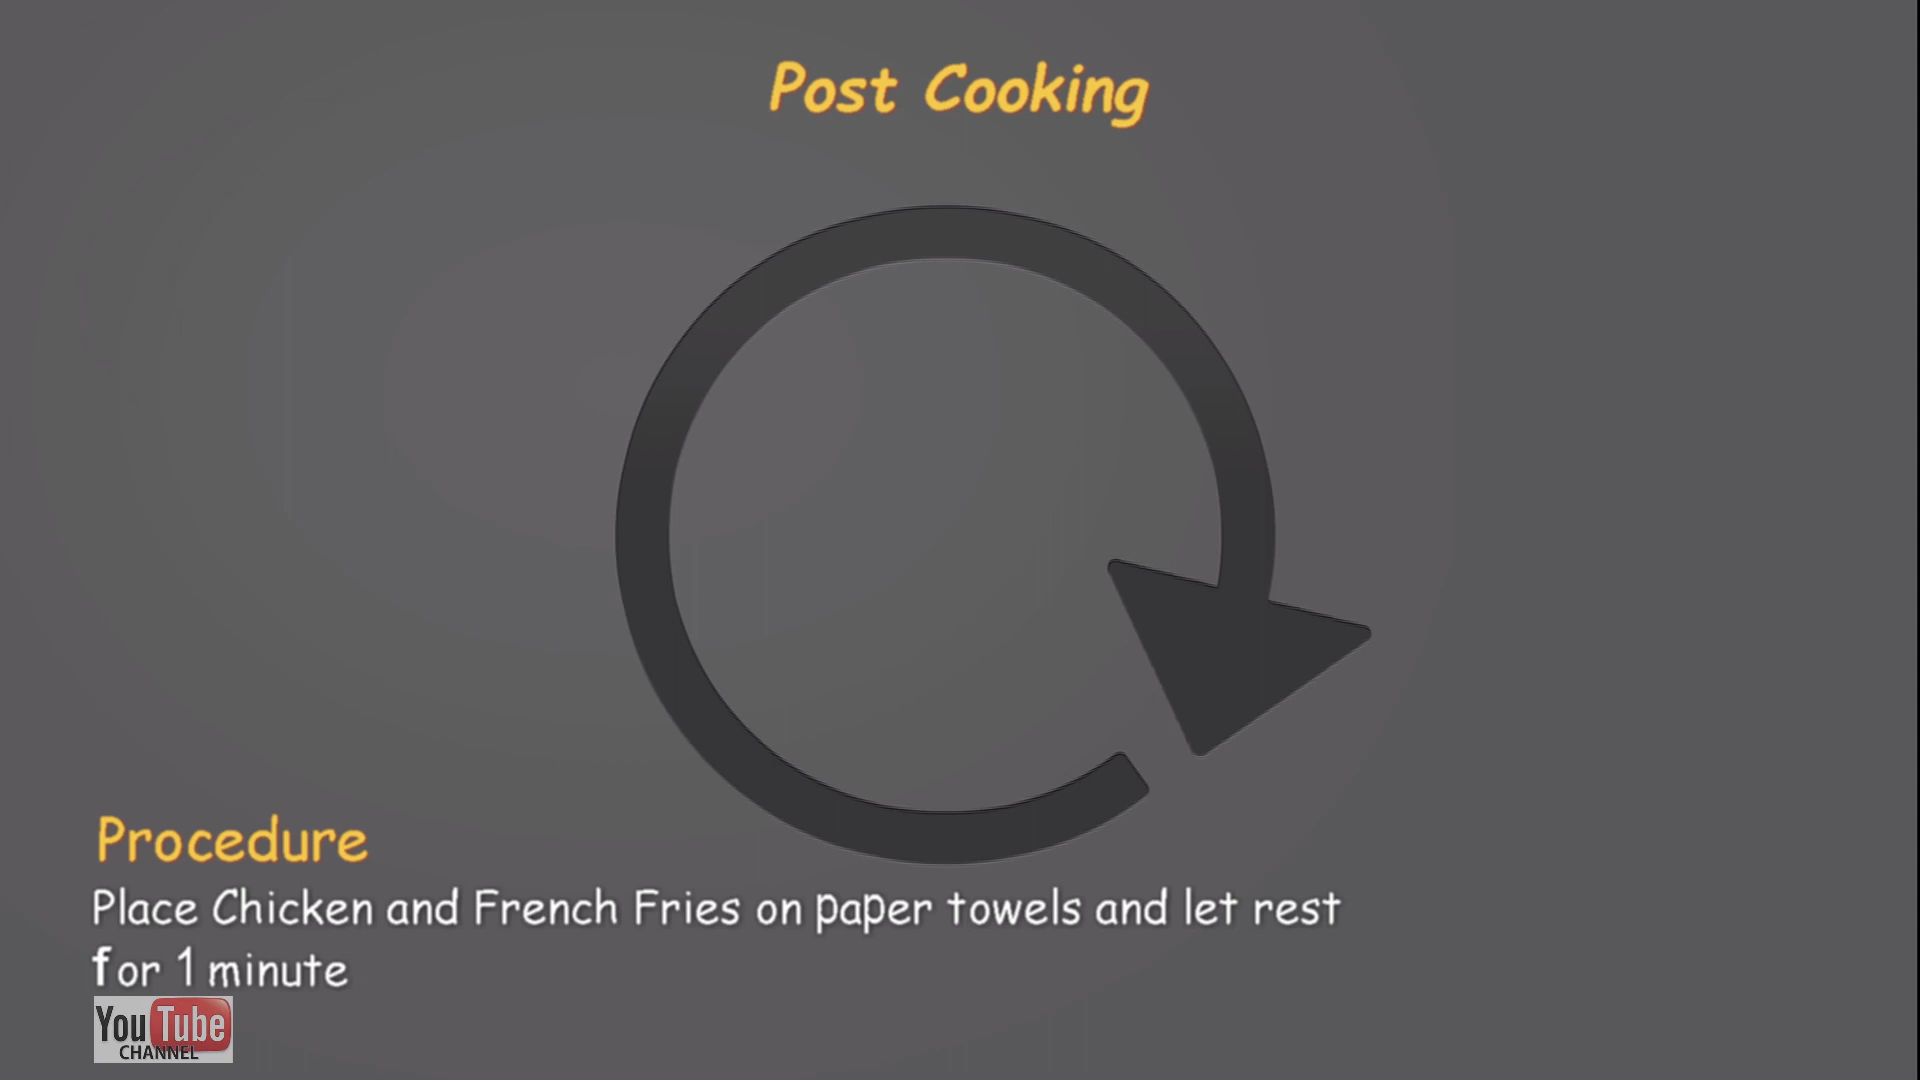 Post Cooking
Procedure
Place Chicken and French Fries on paper towels and let rest
for 1 minute
YouTube
CHANNEL